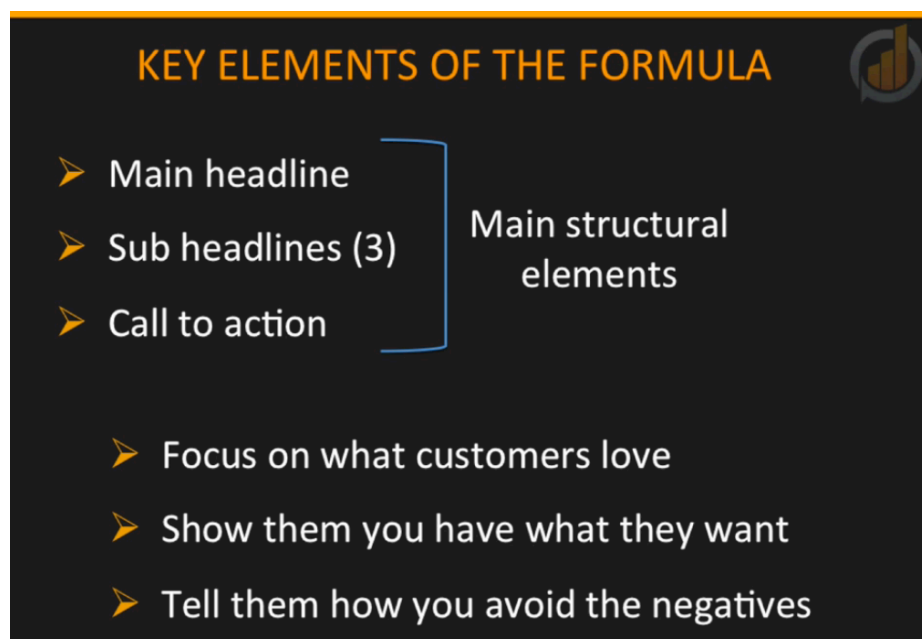 KEY ELEMENTS OF THE FORMULA
Main headline
Sub headlines (3)
Call to action
Main structural
elements
Focus on what customers love
Show them you have what they want
Tell them how you avoid the negatives